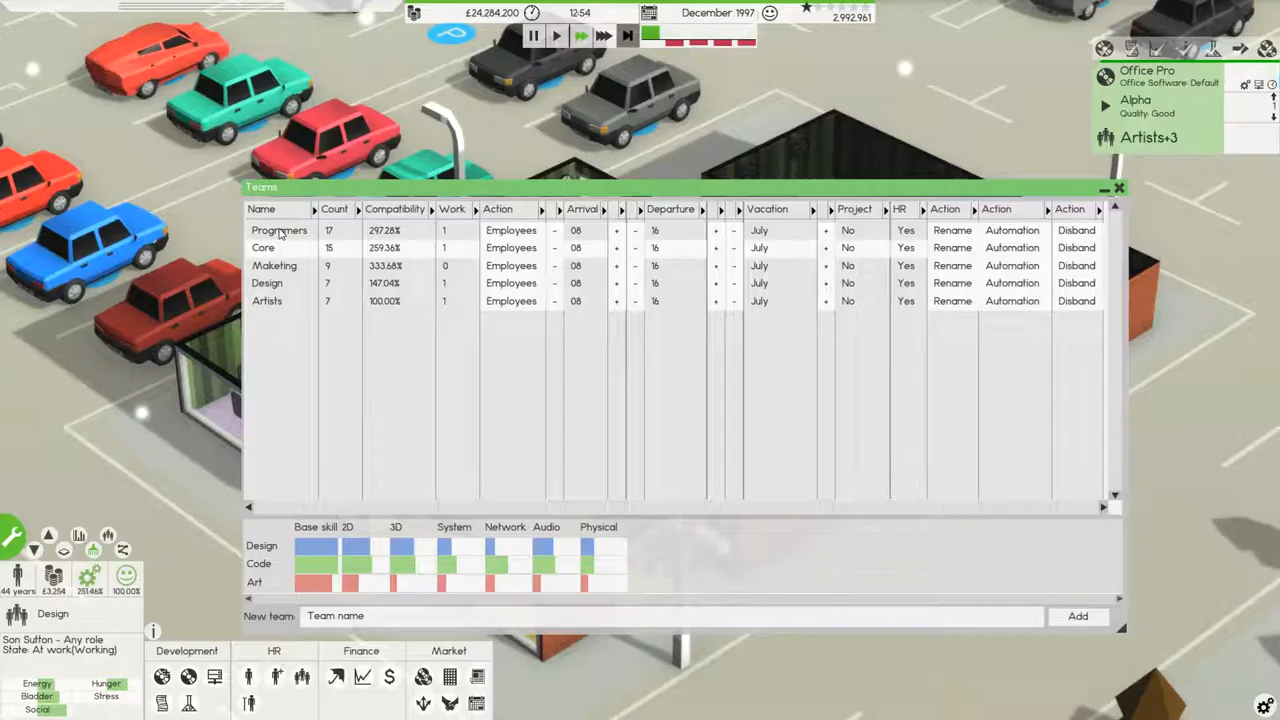 £24,284,200 12:54 December 1997 2.992.961
Office Pro
Office Software: Default
Alpha
Quality: Good
Artists+3
Teams
Name Count Compatibility Work Action Arrival Departure Vacation Project HR Action Action Action
Progrmers 17 297.28% 1 Employees - 08 + - 16 + - July + No Yes Rename Automation Disband
Core 15 259.36% 1 Employees - 08 + - 16 + - July + No Yes Rename Automation Disband
Maketing 9 333.68% 0 Employees - 08 + - 16 + - July + No Yes Rename Automation Disband
Design 7 147.04% 1 Employees - 08 + - 16 + - July + No Yes Rename Automation Disband
Artists 7 100.00% 1 Employees - 08 + - 16 + - July + No Yes Rename Automation Disband
Base skill 2D 3D System Network Audio Physical
Design
Code
Art
New team: Team name Add
44 years £3,254 251.46% 100.00%
Design
Son Sutton - Any role
State: At work(Working)
Energy Hunger
Bladder Stress
Social
Development HR Finance Market